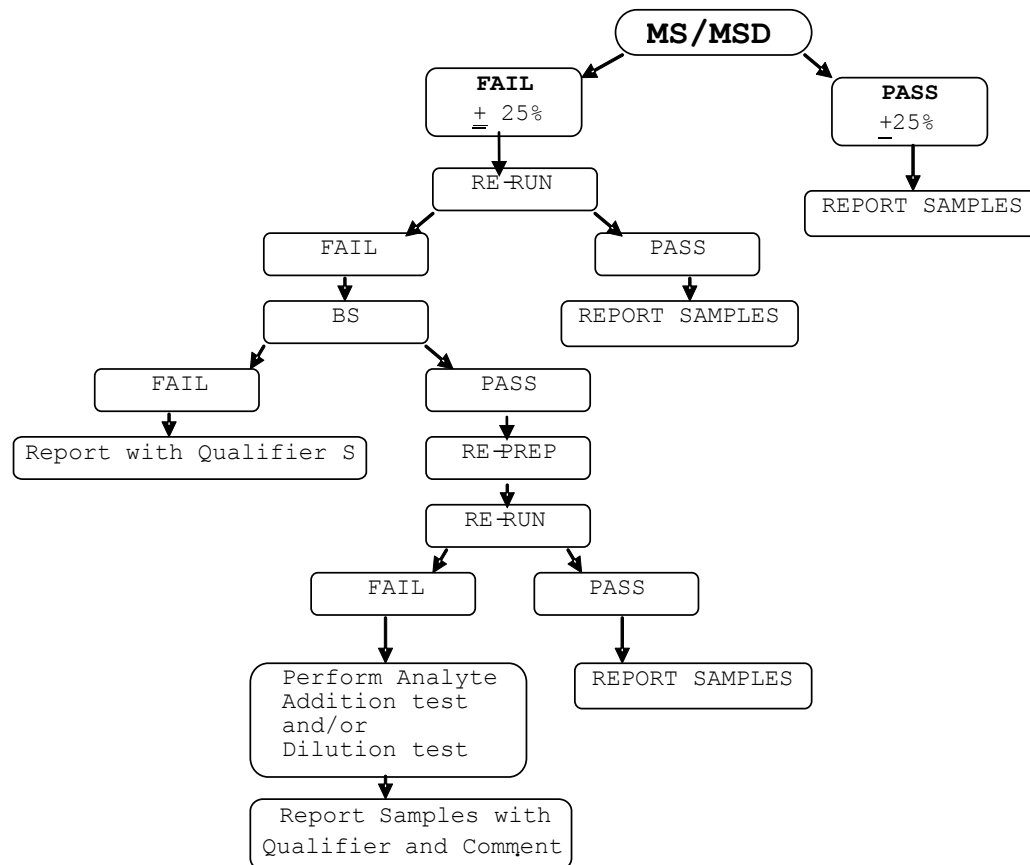 MS/MSD
FAIL
+ 25%
PASS
+25%
RE-RUN
REPORT SAMPLES
FAIL
PASS
BS
REPORT SAMPLES
FAIL
PASS
Report with Qualifier S
RE-PREP
RE-RUN
FAIL
PASS
Perform Analyte
Addition test
and/or
Dilution test
REPORT SAMPLES
Report Samples with
Qualifier and Comment.